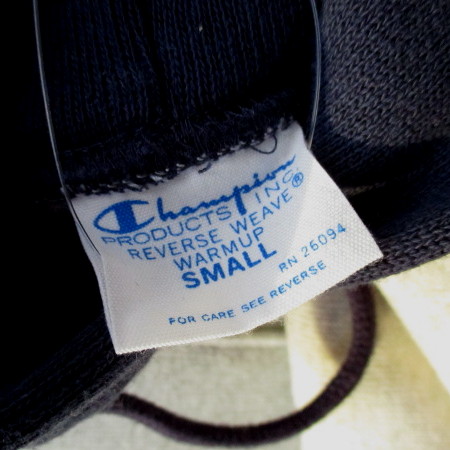 Champion
PRODUCTS INC.
REVERSE WEAVE®
WARMUP
SMALL
RN 26094
FOR CARE SEE REVERSE